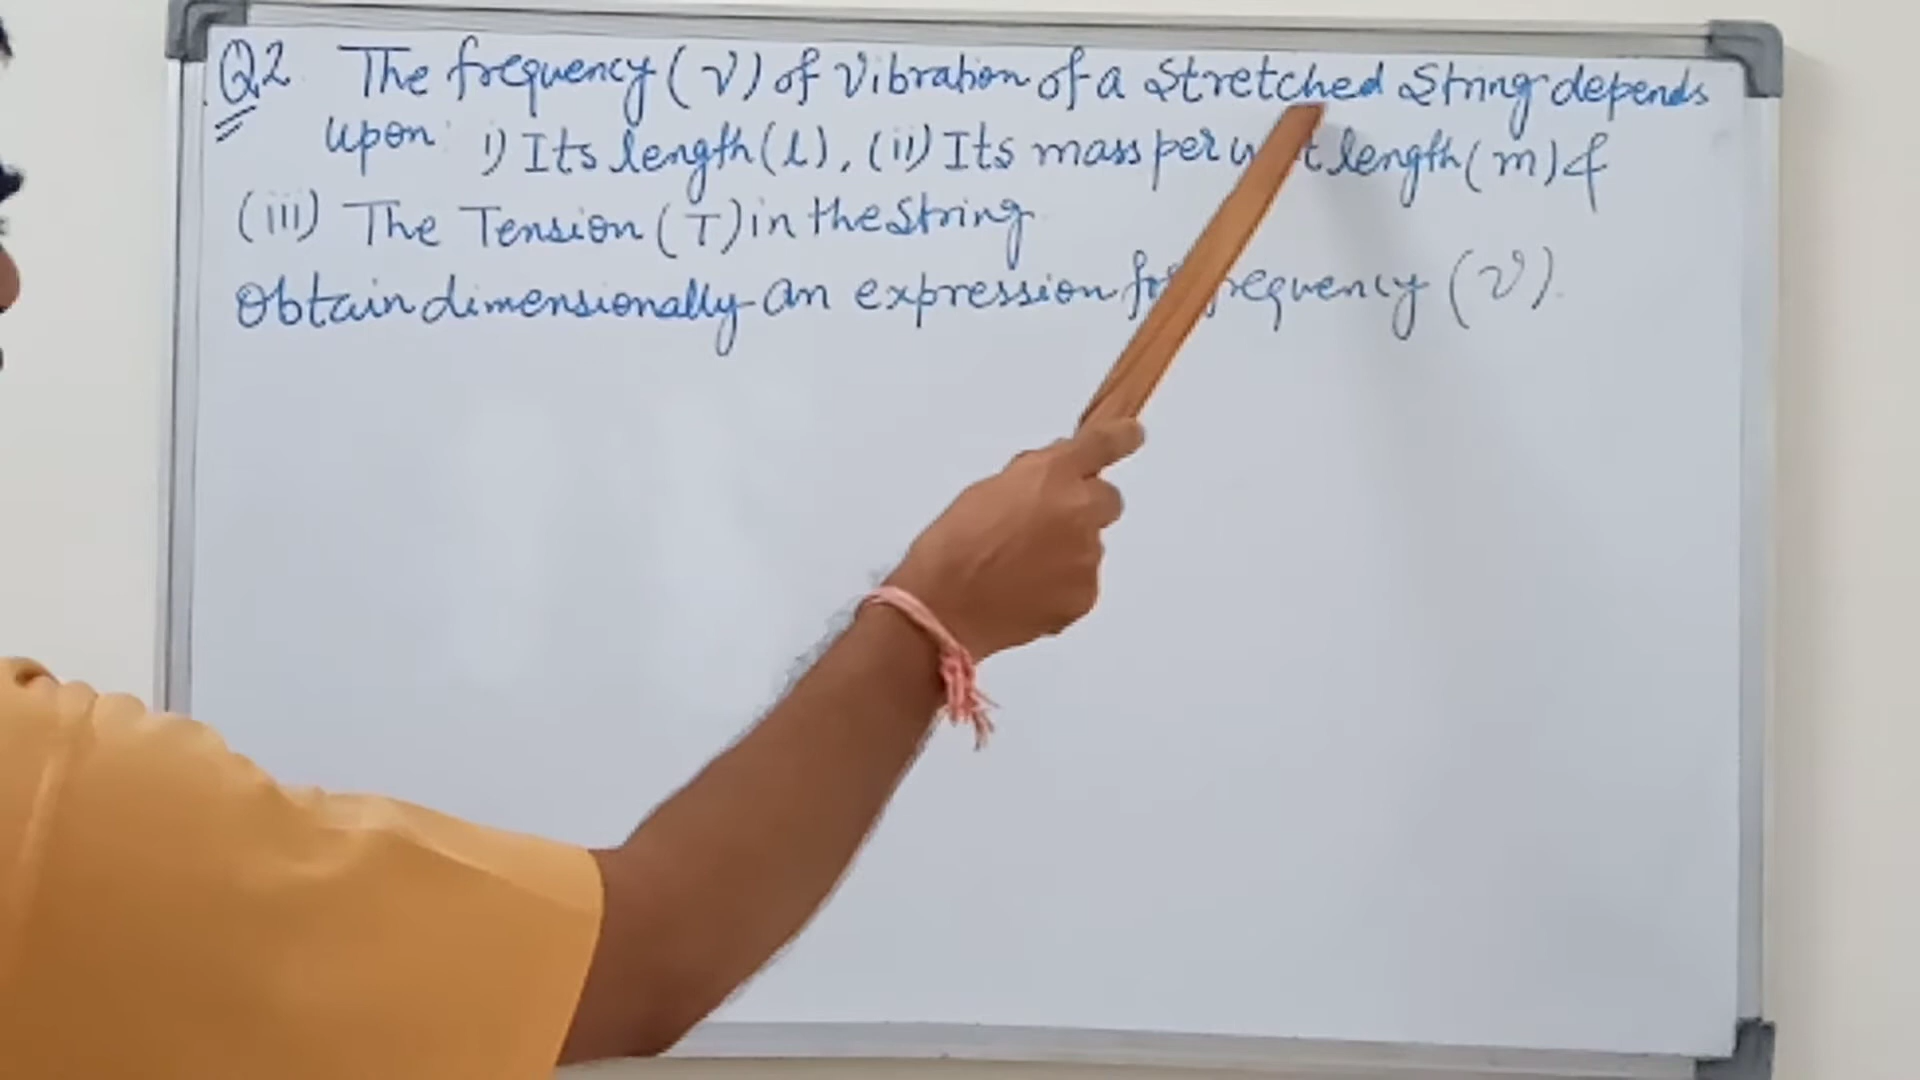 Q2 The frequency (ν) of Vibration of a Stretched String depends
upon: i) Its length (l), (ii) Its mass per length (m) &
(iii) The Tension (T) in the String
Obtain dimensionally an expression frequency (ν).